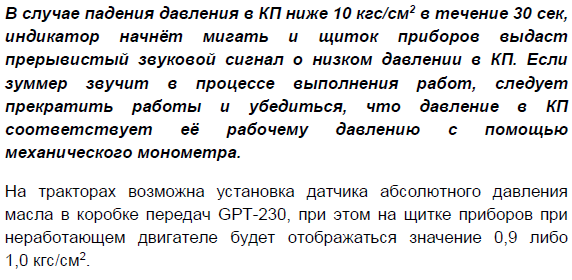 В случае падения давления в КП ниже 10 кгс/см² в течение 30 сек,
индикатор начнёт мигать и щиток приборов выдаст
прерывистый звуковой сигнал о низком давлении в КП. Если
зуммер звучит в процессе выполнения работ, следует
прекратить работы и убедиться, что давление в КП
соответствует её рабочему давлению с помощью
механического монометра.
На тракторах возможна установка датчика абсолютного давления
масла в коробке передач GPT-230, при этом на щитке приборов при
неработающем двигателе будет отображаться значение 0,9 либо
1,0 кгс/см².